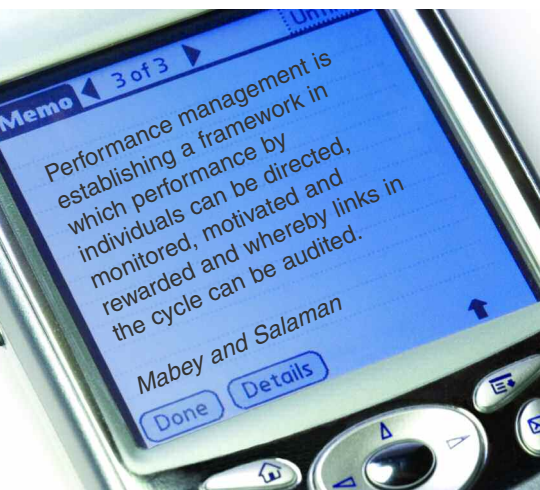 Memo 3 of 3
Performance management is
establishing a framework in
which performance by
individuals can be directed,
monitored, motivated and
rewarded and whereby links in
the cycle can be audited.
Mabey and Salaman
Done Details